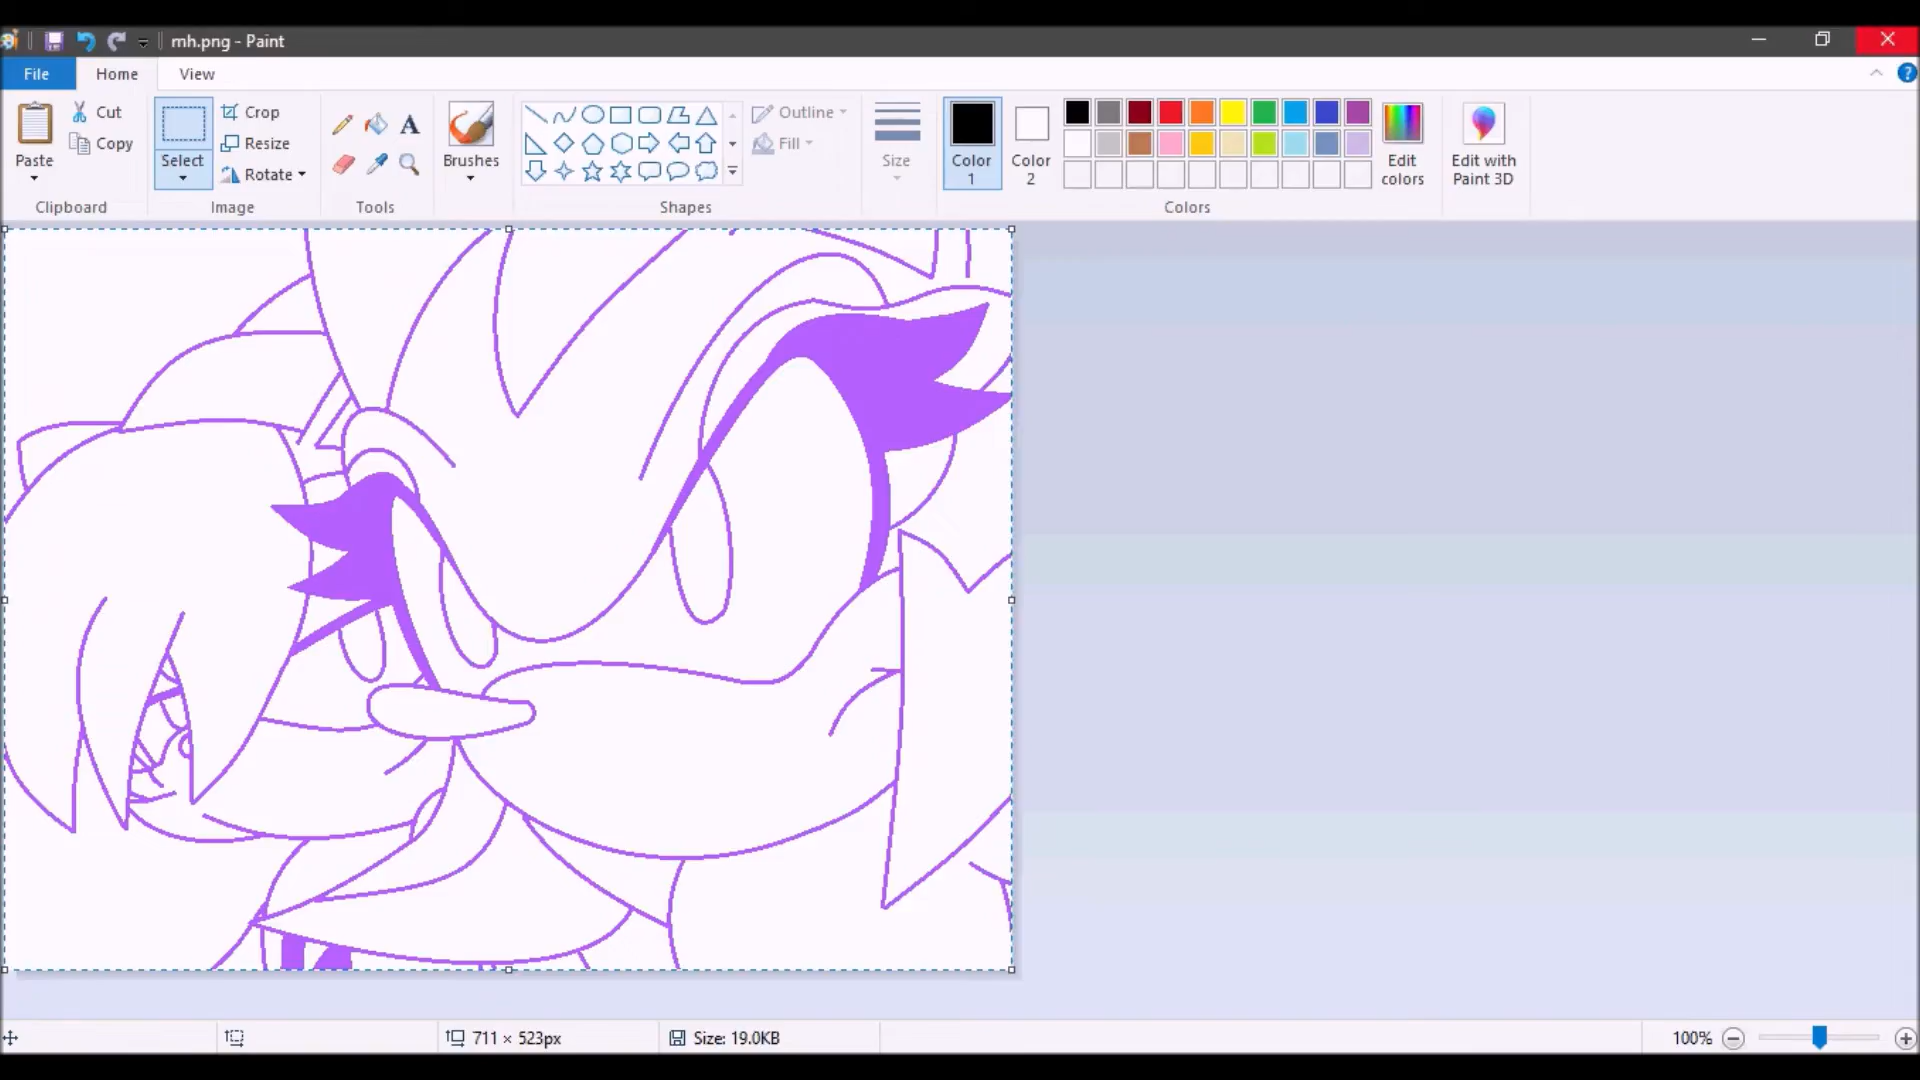 mh.png - Paint
File Home View
Paste
Cut
Copy
Clipboard
Select
Crop
Resize
Rotate
Image
A
Tools
Brushes
Shapes
Outline
Fill
Size
Color 1
Color 2
Edit colors
Colors
Edit with Paint 3D
711 × 523px
Size: 19.0KB
100%